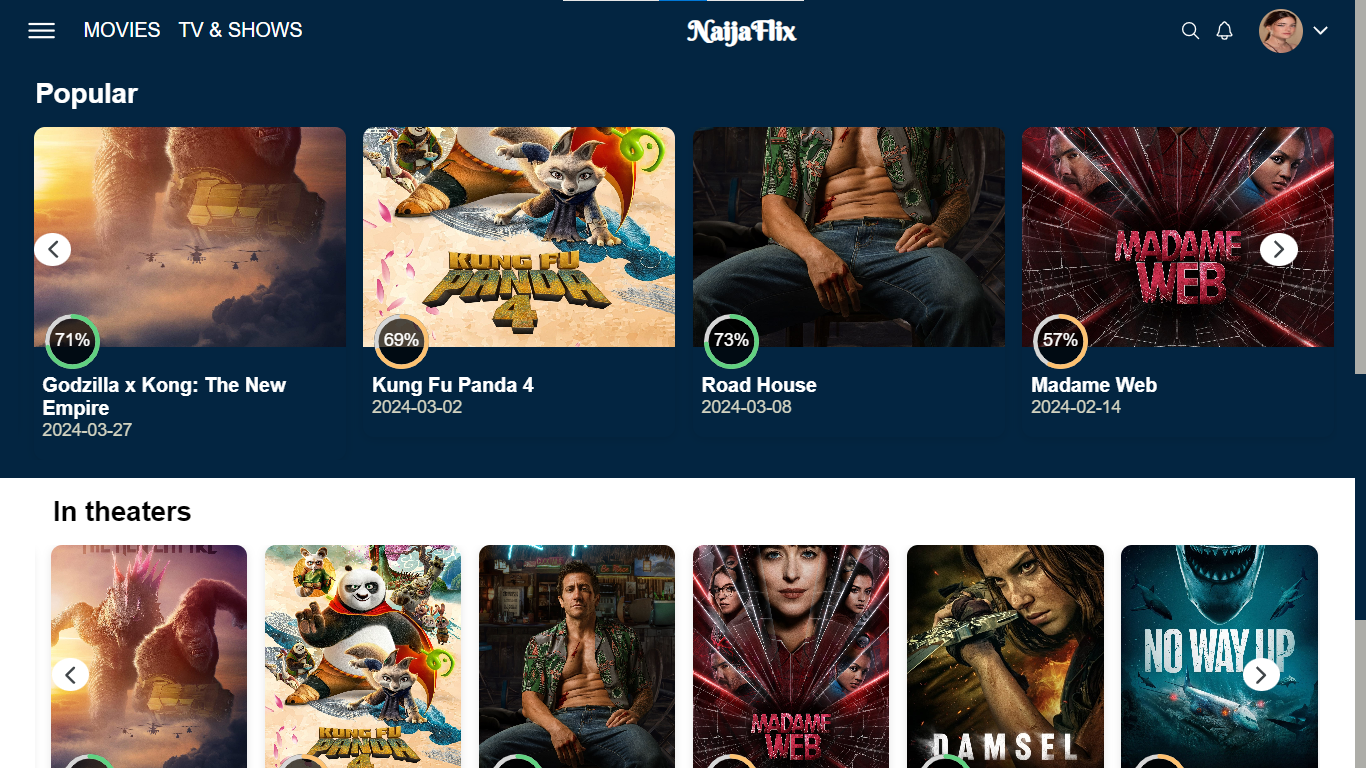 MOVIES TV & SHOWS NaijaFlix
Popular
KUNG FU
PANDA
4
MADAME
WEB
71% 69% 73% 57%
Godzilla x Kong: The New
Empire
2024-03-27
Kung Fu Panda 4
2024-03-02
Road House
2024-03-08
Madame Web
2024-02-14
In theaters
KUNG FU
PANDA
4
MADAME
WEB
DAMSEL
NO WAY UP